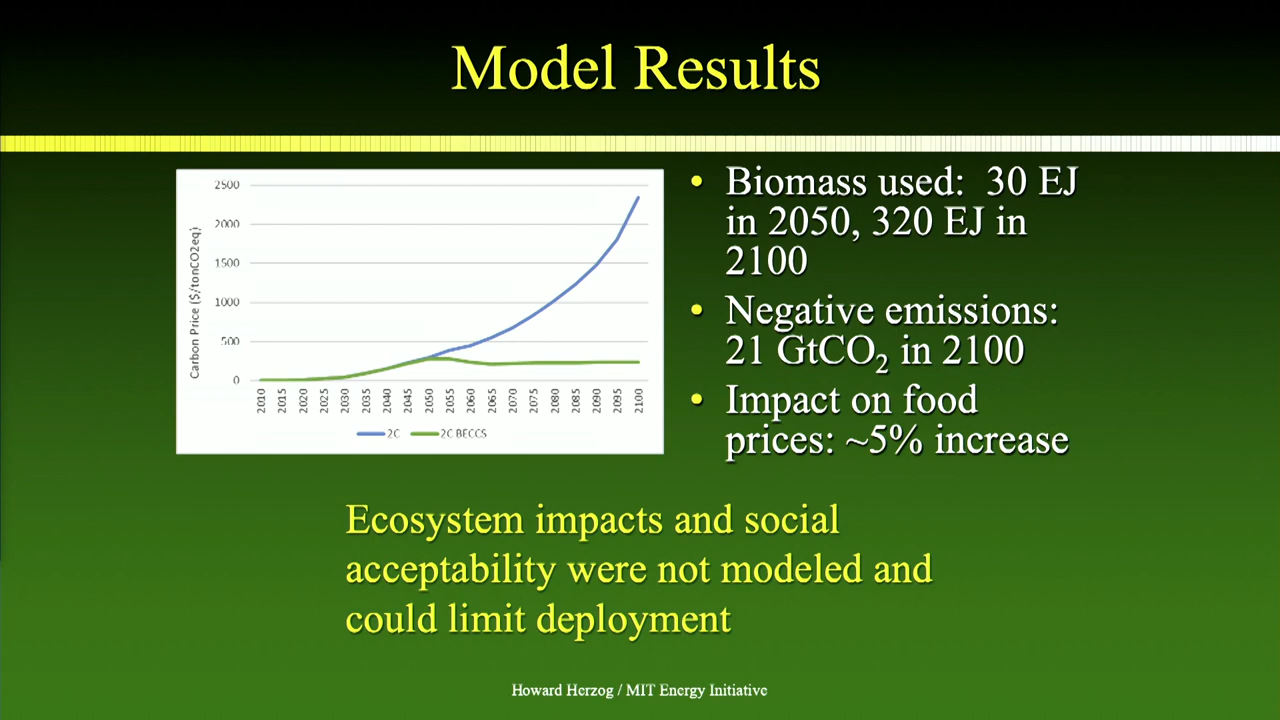 Model Results
Carbon Price ($/tonCO2eq)
2500
2000
1500
1000
500
0
2010 2015 2020 2025 2030 2035 2040 2045 2050 2055 2060 2065 2070 2075 2080 2085 2090 2095 2100
2C 2C BECCS
• Biomass used: 30 EJ
in 2050, 320 EJ in
2100
• Negative emissions:
21 GtCO₂ in 2100
• Impact on food
prices: ~5% increase
Ecosystem impacts and social
acceptability were not modeled and
could limit deployment
Howard Herzog / MIT Energy Initiative